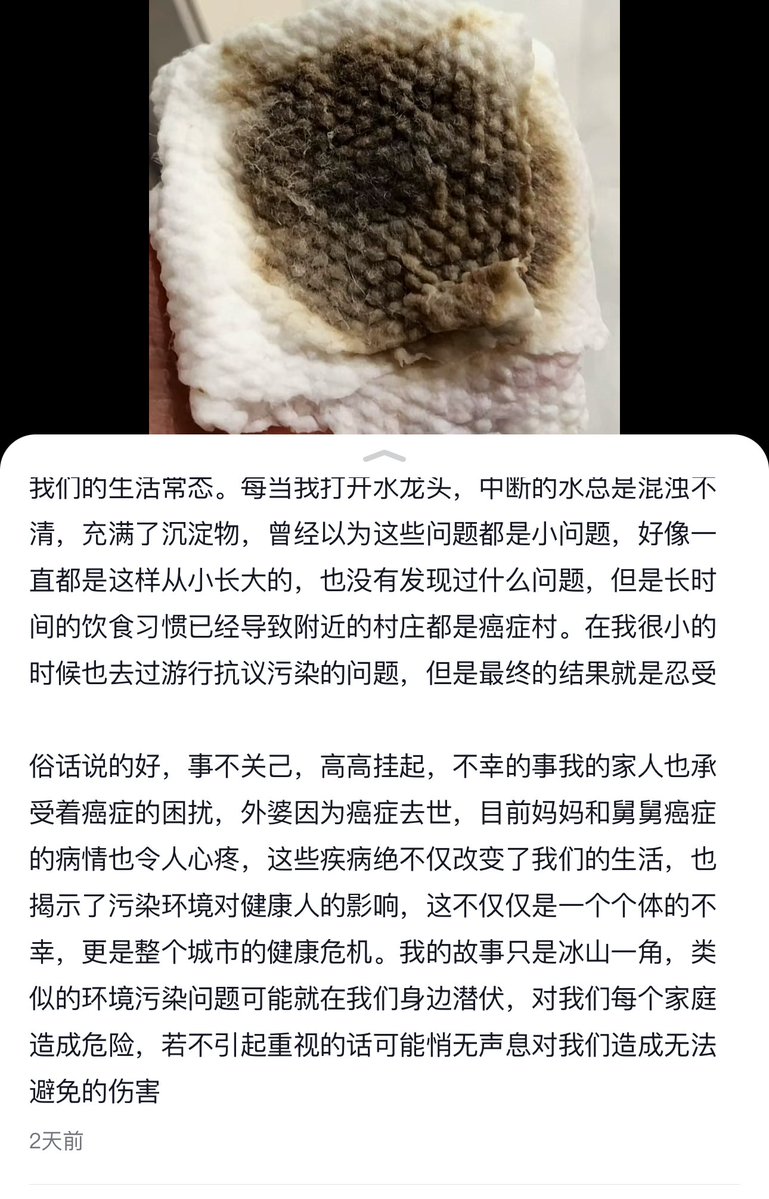 我们的生活常态。每当我打开水龙头，中断的水总是混浊不
清，充满了沉淀物，曾经以为这些问题都是小问题，好像一
直都是这样从小长大的，也没有发现过什么问题，但是长时
间的饮食习惯已经导致附近的村庄都是癌症村。在我很小的
时候也去过游行抗议污染的问题，但是最终的结果就是忍受
俗话说的好，事不关己，高高挂起，不幸的事我的家人也承
受着癌症的困扰，外婆因为癌症去世，目前妈妈和舅舅癌症
的病情也令人心疼，这些疾病绝不仅改变了我们的生活，也
揭示了污染环境对健康人的影响，这不仅仅是一个个体的不
幸，更是整个城市的健康危机。我的故事只是冰山一角，类
似的环境污染问题可能就在我们身边潜伏，对我们每个家庭
造成危险，若不引起重视的话可能悄无声息对我们造成无法
避免的伤害
2天前